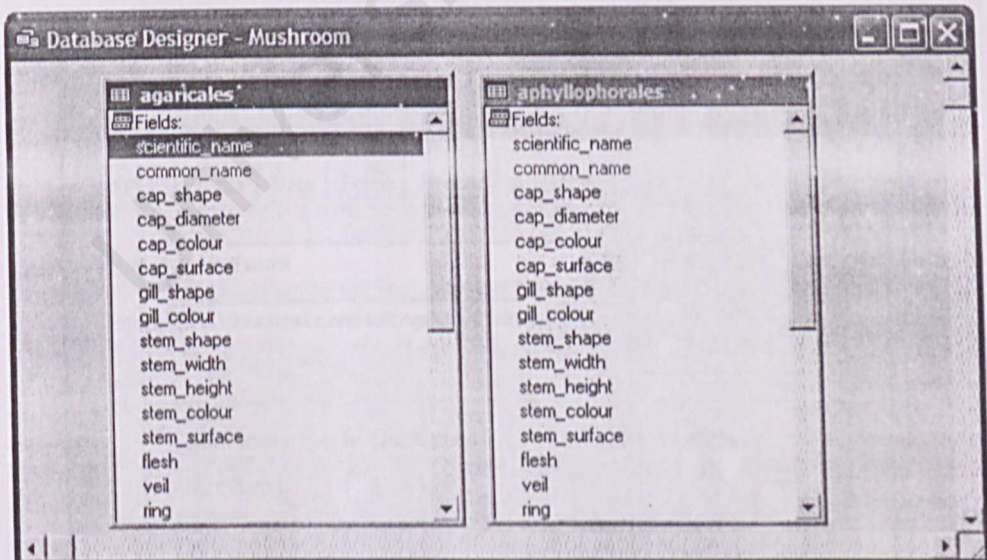 Database Designer - Mushroom
agaricales
Fields:
scientific_name
common_name
cap_shape
cap_diameter
cap_colour
cap_surface
gill_shape
gill_colour
stem_shape
stem_width
stem_height
stem_colour
stem_surface
flesh
veil
ring
aphyllophorales
Fields:
scientific_name
common_name
cap_shape
cap_diameter
cap_colour
cap_surface
gill_shape
gill_colour
stem_shape
stem_width
stem_height
stem_colour
stem_surface
flesh
veil
ring